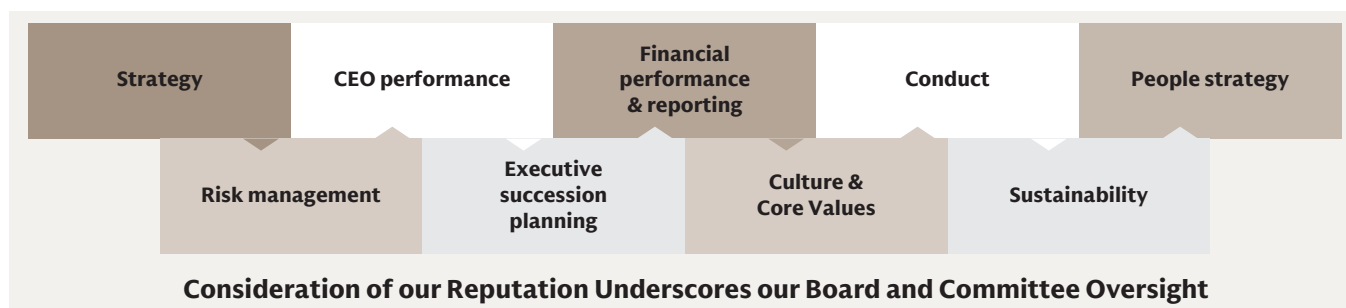 Strategy
CEO performance
Financial
performance
& reporting
Conduct
People strategy
Risk management
Executive
succession
planning
Culture &
Core Values
Sustainability
Consideration of our Reputation Underscores our Board and Committee Oversight